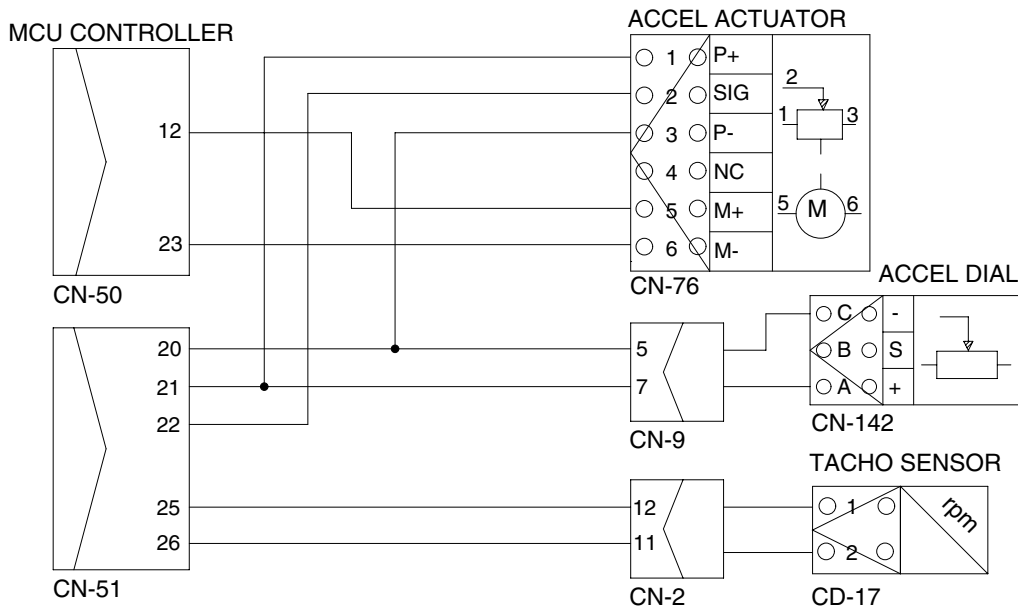 MCU CONTROLLER
12
23
CN-50
ACCEL ACTUATOR
1 P+
2 SIG
3 P-
4 NC
5 M+
6 M-
2
1 3
5 M 6
CN-76
20
21
22
25
26
CN-51
5
7
CN-9
ACCEL DIAL
C -
B S
A +
CN-142
12
11
CN-2
TACHO SENSOR
1
2
rpm
CD-17